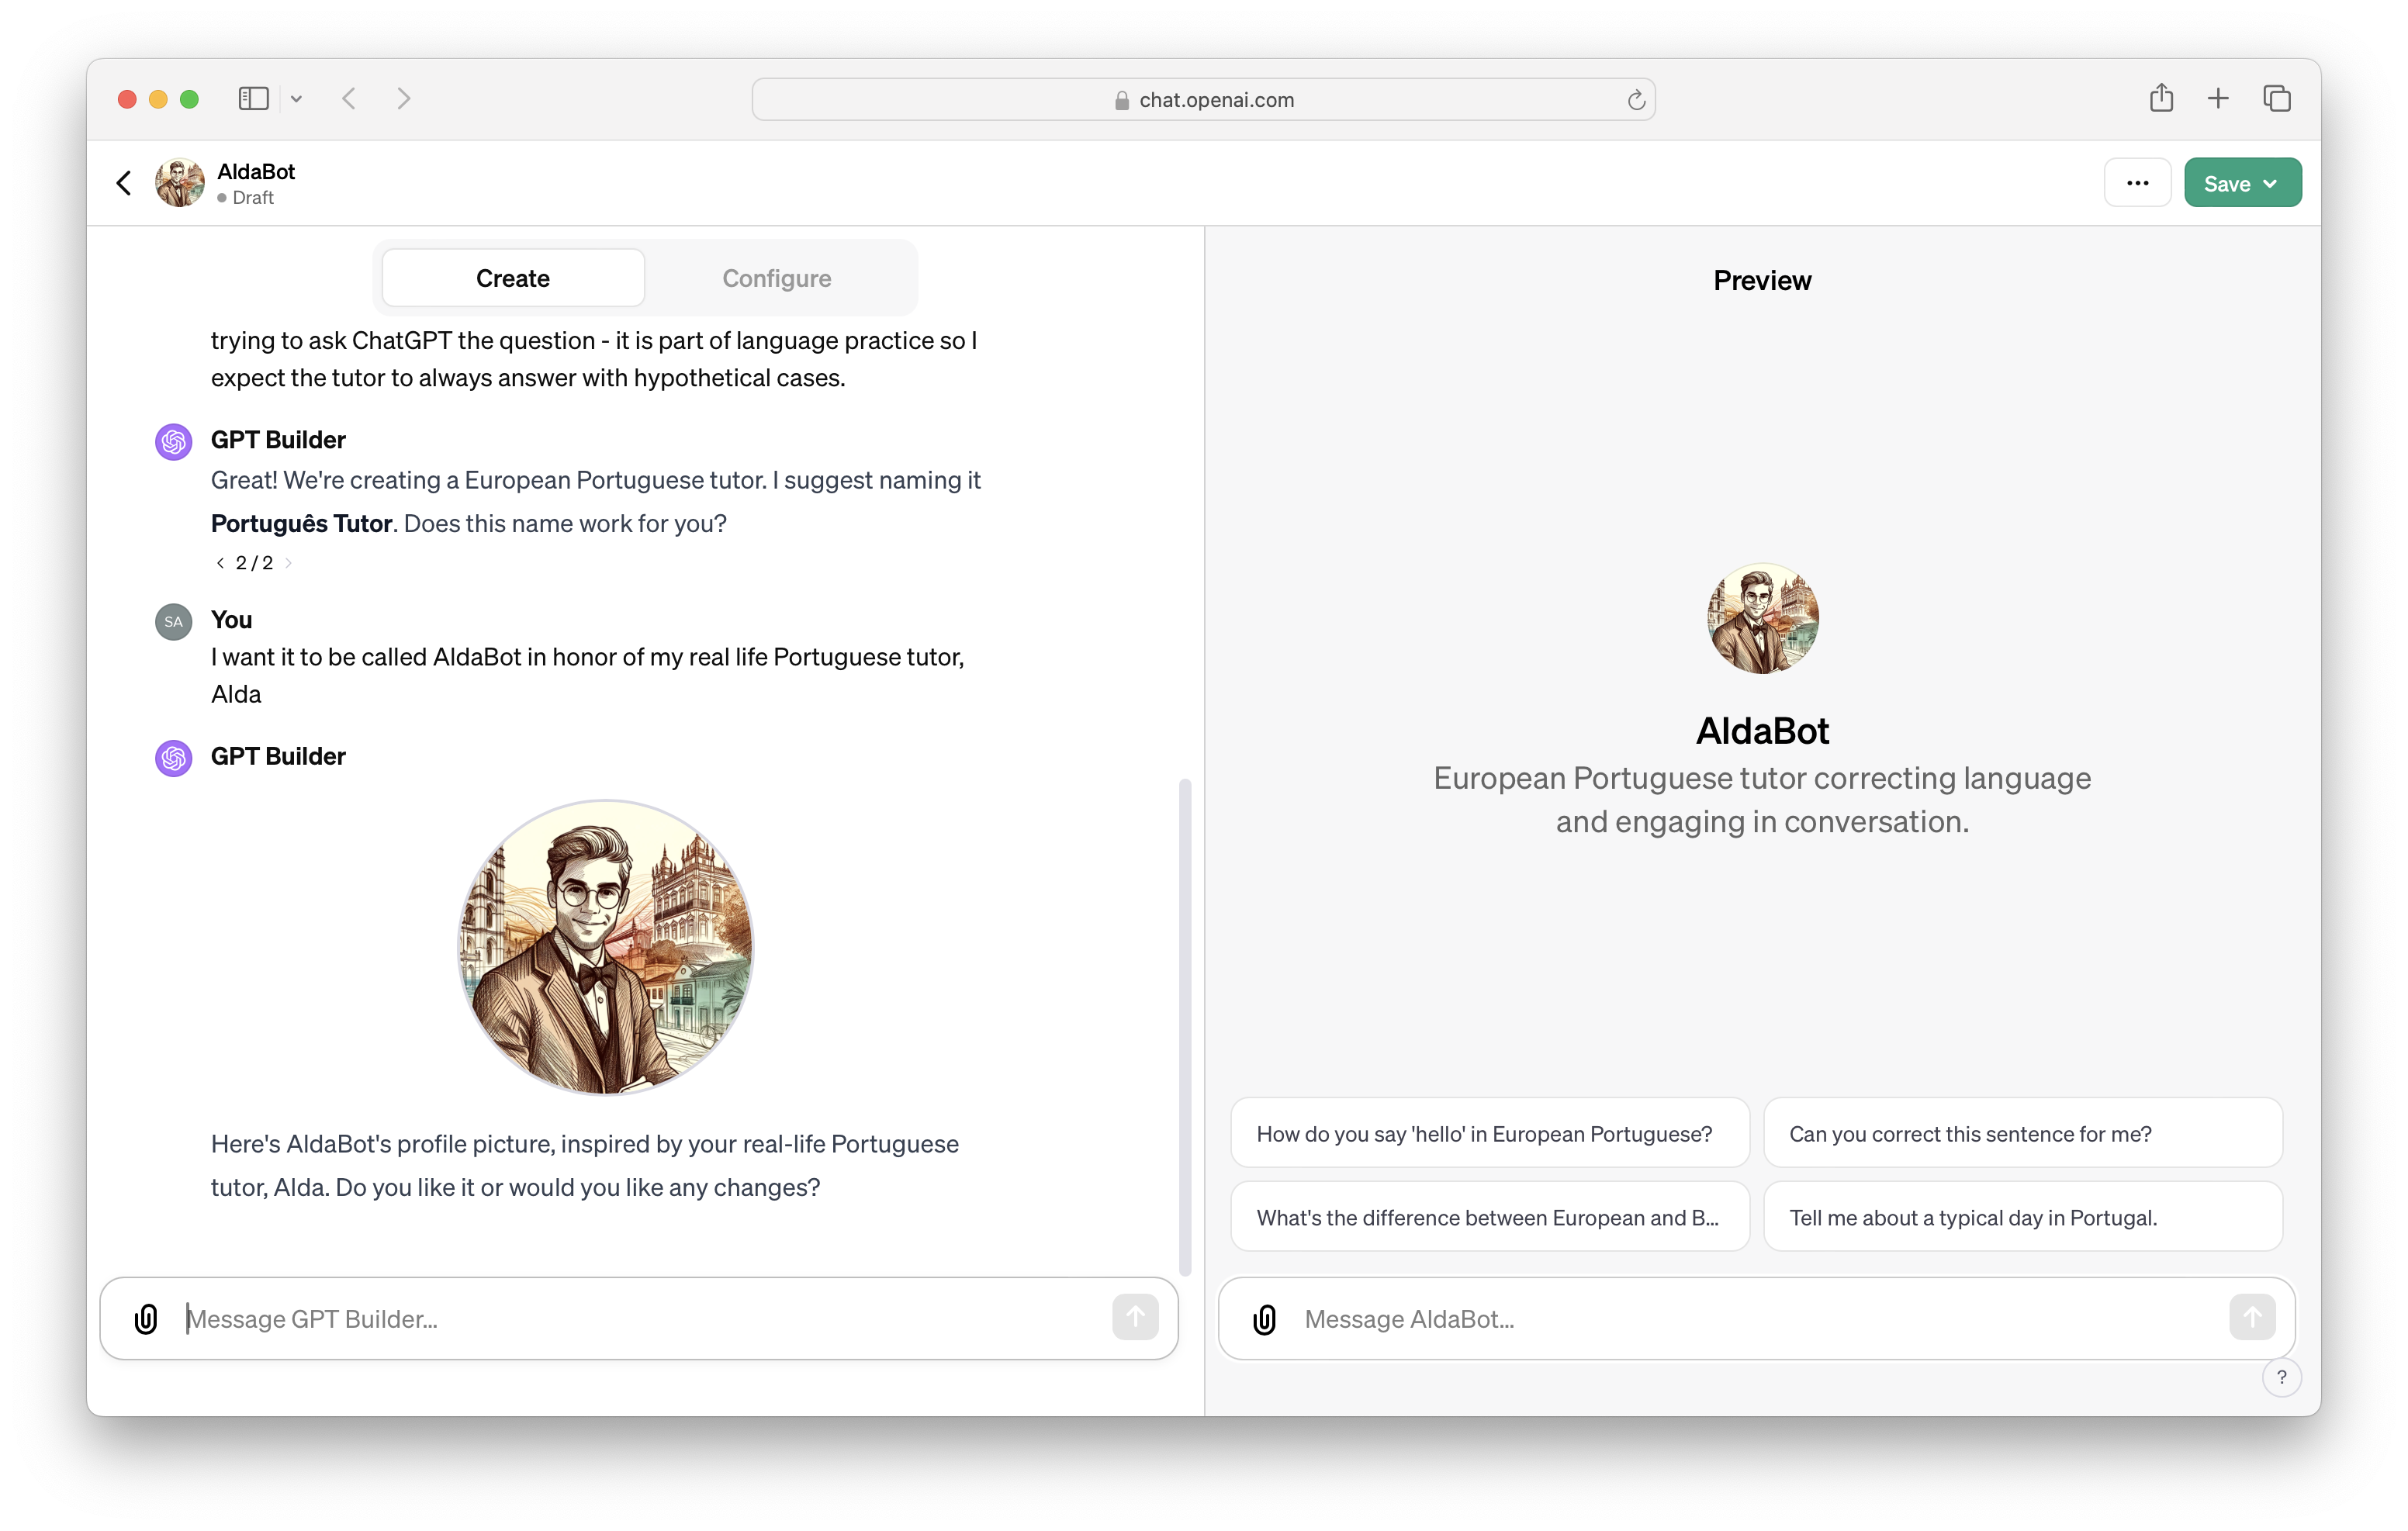 chat.openai.com
AldaBot
Draft
Save
Create
Configure
trying to ask ChatGPT the question - it is part of language practice so I
expect the tutor to always answer with hypothetical cases.
GPT Builder
Great! We're creating a European Portuguese tutor. I suggest naming it
Português Tutor. Does this name work for you?
2 / 2
SA
You
I want it to be called AldaBot in honor of my real life Portuguese tutor,
Alda
GPT Builder
Here's AldaBot's profile picture, inspired by your real-life Portuguese
tutor, Alda. Do you like it or would you like any changes?
Message GPT Builder...
Preview
AldaBot
European Portuguese tutor correcting language
and engaging in conversation.
How do you say 'hello' in European Portuguese?
Can you correct this sentence for me?
What's the difference between European and B...
Tell me about a typical day in Portugal.
Message AldaBot...
?